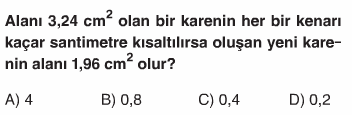 Alanı 3,24 cm² olan bir karenin her bir kenarı
kaçar santimetre kısaltılırsa oluşan yeni kare-
nin alanı 1,96 cm² olur?
A) 4 B) 0,8 C) 0,4 D) 0,2